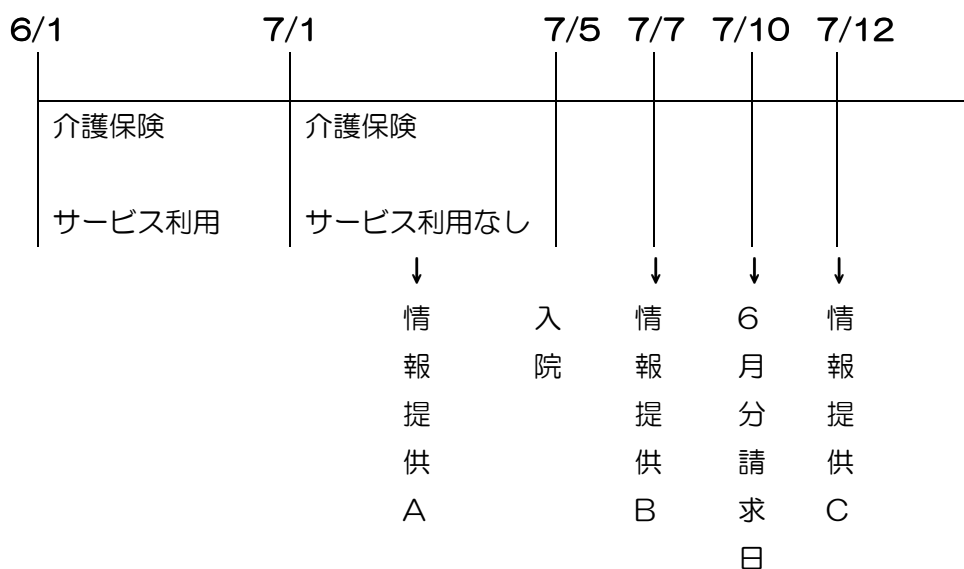 6/1 7/1 7/5 7/7 7/10 7/12
介護保険 介護保険
サービス利用 サービス利用なし
↓ ↓ ↓ ↓
情報提供A
入院
情報提供B
6月分請求日
情報提供C